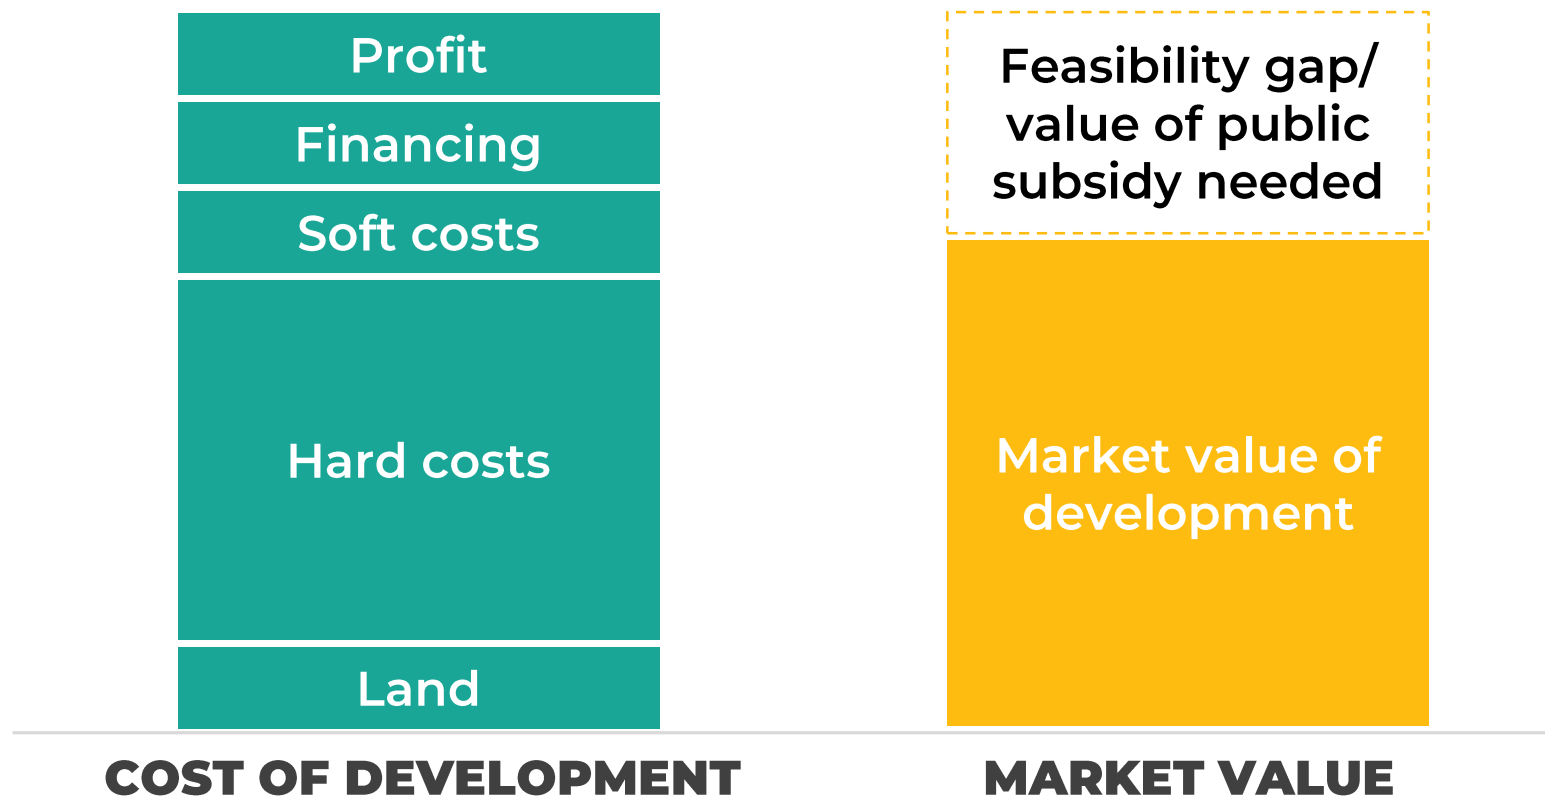 Profit
Financing
Soft costs
Hard costs
Land
COST OF DEVELOPMENT
Feasibility gap/
value of public
subsidy needed
Market value of
development
MARKET VALUE